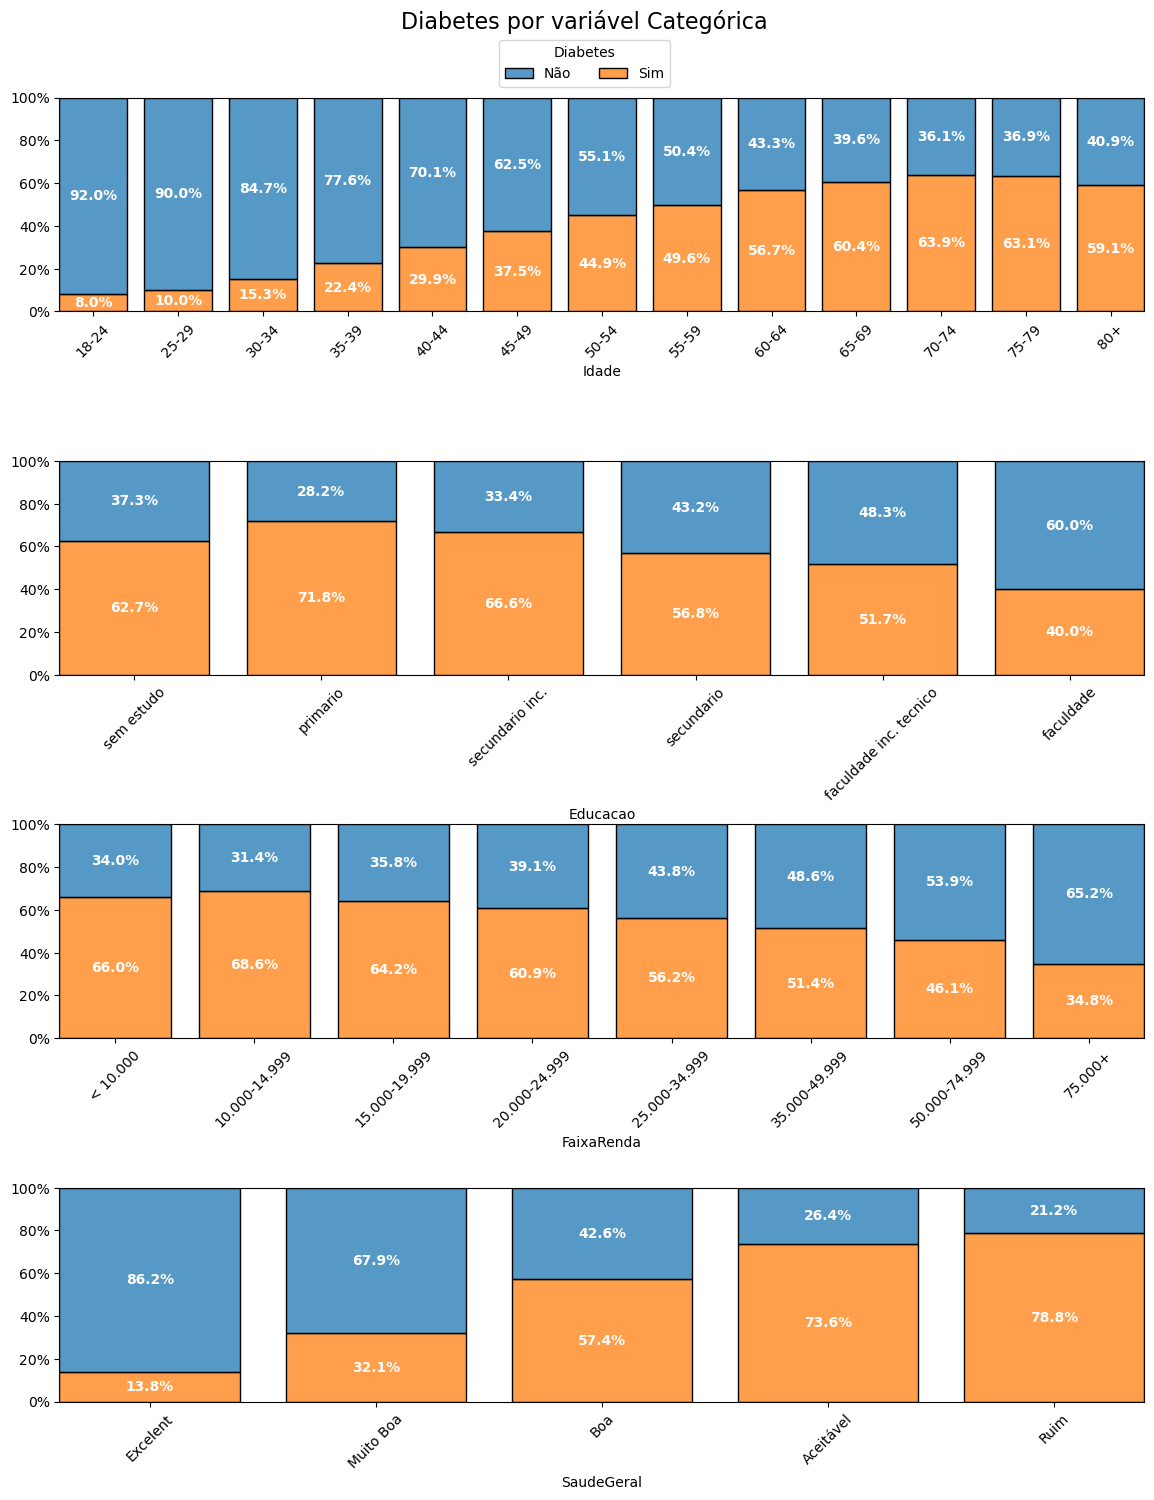 Diabetes por variável Categórica
Diabetes
Não Sim
100%
80%
60%
40%
20%
0%
92.0% 90.0% 84.7% 77.6% 70.1% 62.5% 55.1% 50.4% 43.3% 39.6% 36.1% 36.9% 40.9%
8.0% 10.0% 15.3% 22.4% 29.9% 37.5% 44.9% 49.6% 56.7% 60.4% 63.9% 63.1% 59.1%
18-24 25-29 30-34 35-39 40-44 45-49 50-54 55-59 60-64 65-69 70-74 75-79 80+
Idade
100%
80%
60%
40%
20%
0%
37.3% 28.2% 33.4% 43.2% 48.3% 60.0%
62.7% 71.8% 66.6% 56.8% 51.7% 40.0%
sem estudo primario secundario inc. secundario faculdade inc. tecnico faculdade
Educacao
100%
80%
60%
40%
20%
0%
34.0% 31.4% 35.8% 39.1% 43.8% 48.6% 53.9% 65.2%
66.0% 68.6% 64.2% 60.9% 56.2% 51.4% 46.1% 34.8%
< 10.000 10.000-14.999 15.000-19.999 20.000-24.999 25.000-34.999 35.000-49.999 50.000-74.999 75.000+
FaixaRenda
100%
80%
60%
40%
20%
0%
86.2% 67.9% 42.6% 26.4% 21.2%
13.8% 32.1% 57.4% 73.6% 78.8%
Excelent Muito Boa Boa Aceitável Ruim
SaudeGeral